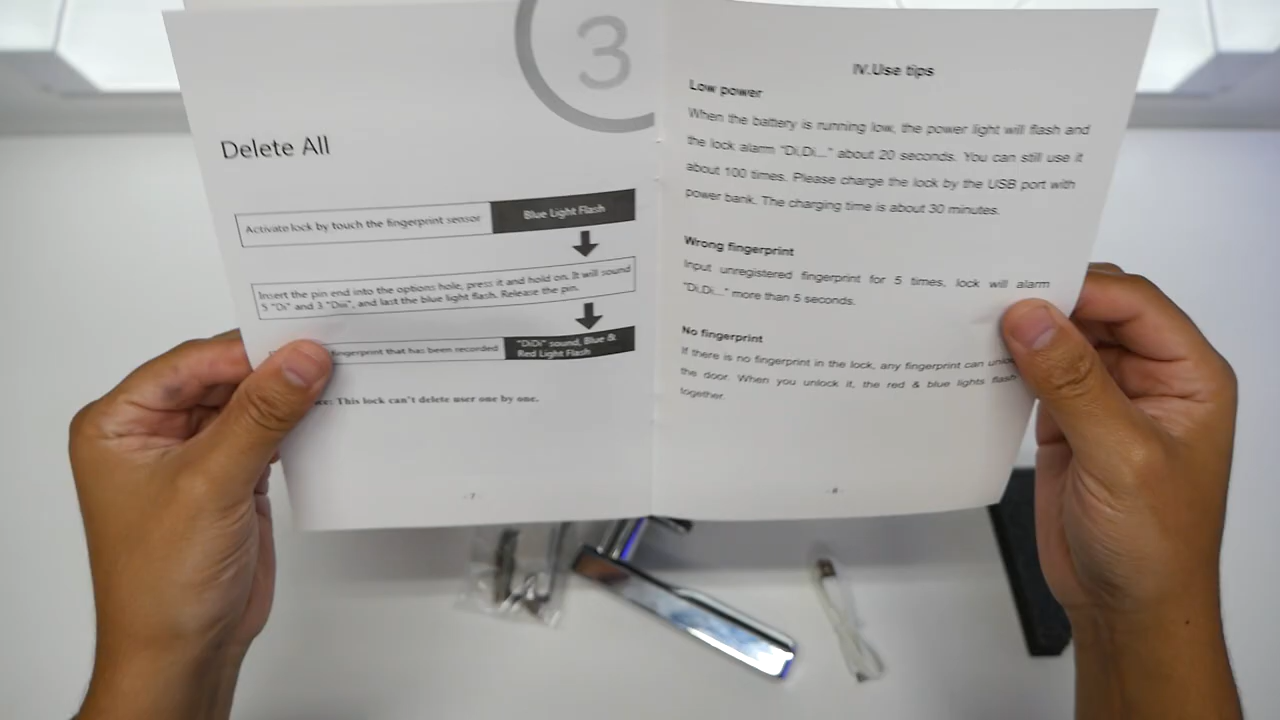 3
Delete All
Activate lock by touch the fingerprint sensor
Blue Light Flash
Insert the pin end into the options hole, press it and hold on. It will sound
5 "Di" and 3 "Diii", and last the blue light flash. Release the pin.
fingerprint that has been recorded
"DiDi" sound, Blue &
Red Light Flash
This lock can't delete user one by one.
- 7 -
IV.Use tips
Low power
When the battery is running low, the power light will flash and
the lock alarm "Di,Di..." about 20 seconds. You can still use it
about 100 times. Please charge the lock by the USB port with
power bank. The charging time is about 30 minutes.
Wrong fingerprint
Input unregistered fingerprint for 5 times, lock will alarm
"Di,Di..." more than 5 seconds.
No fingerprint
If there is no fingerprint in the lock, any fingerprint can unlock
the door. When you unlock it, the red & blue lights flash
together.
- 8 -